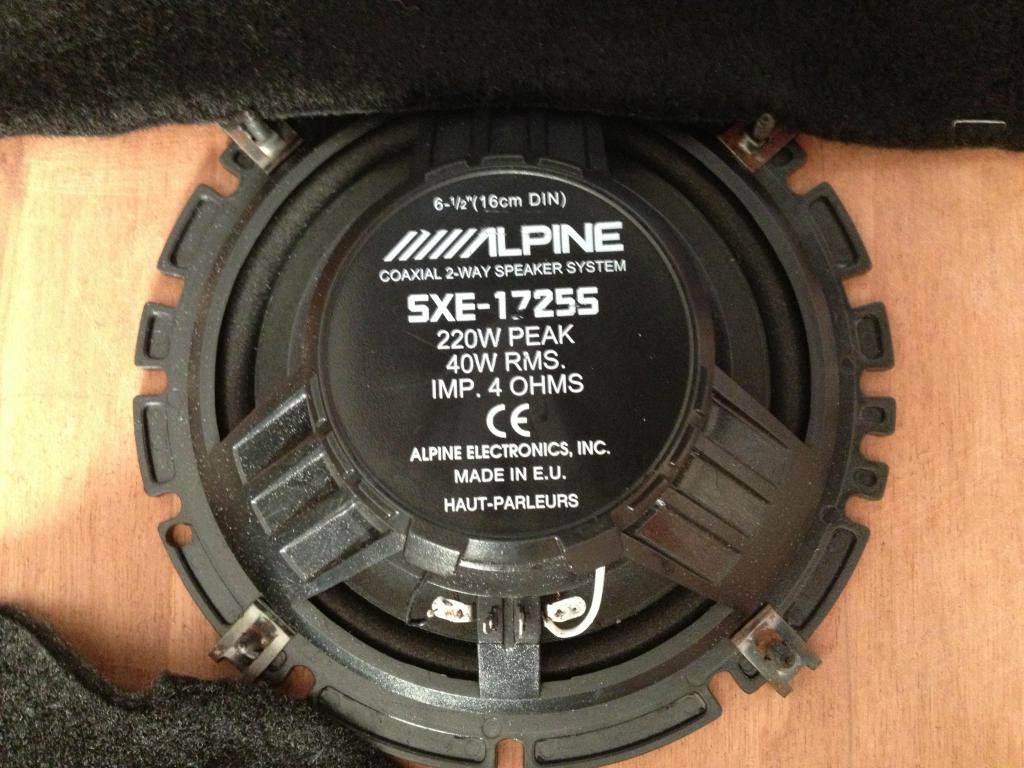 6-1/2"(16cm DIN)
ALPINE
COAXIAL 2-WAY SPEAKER SYSTEM
SXE-1725S
220W PEAK
40W RMS.
IMP. 4 OHMS
CE
ALPINE ELECTRONICS, INC.
MADE IN E.U.
HAUT-PARLEURS